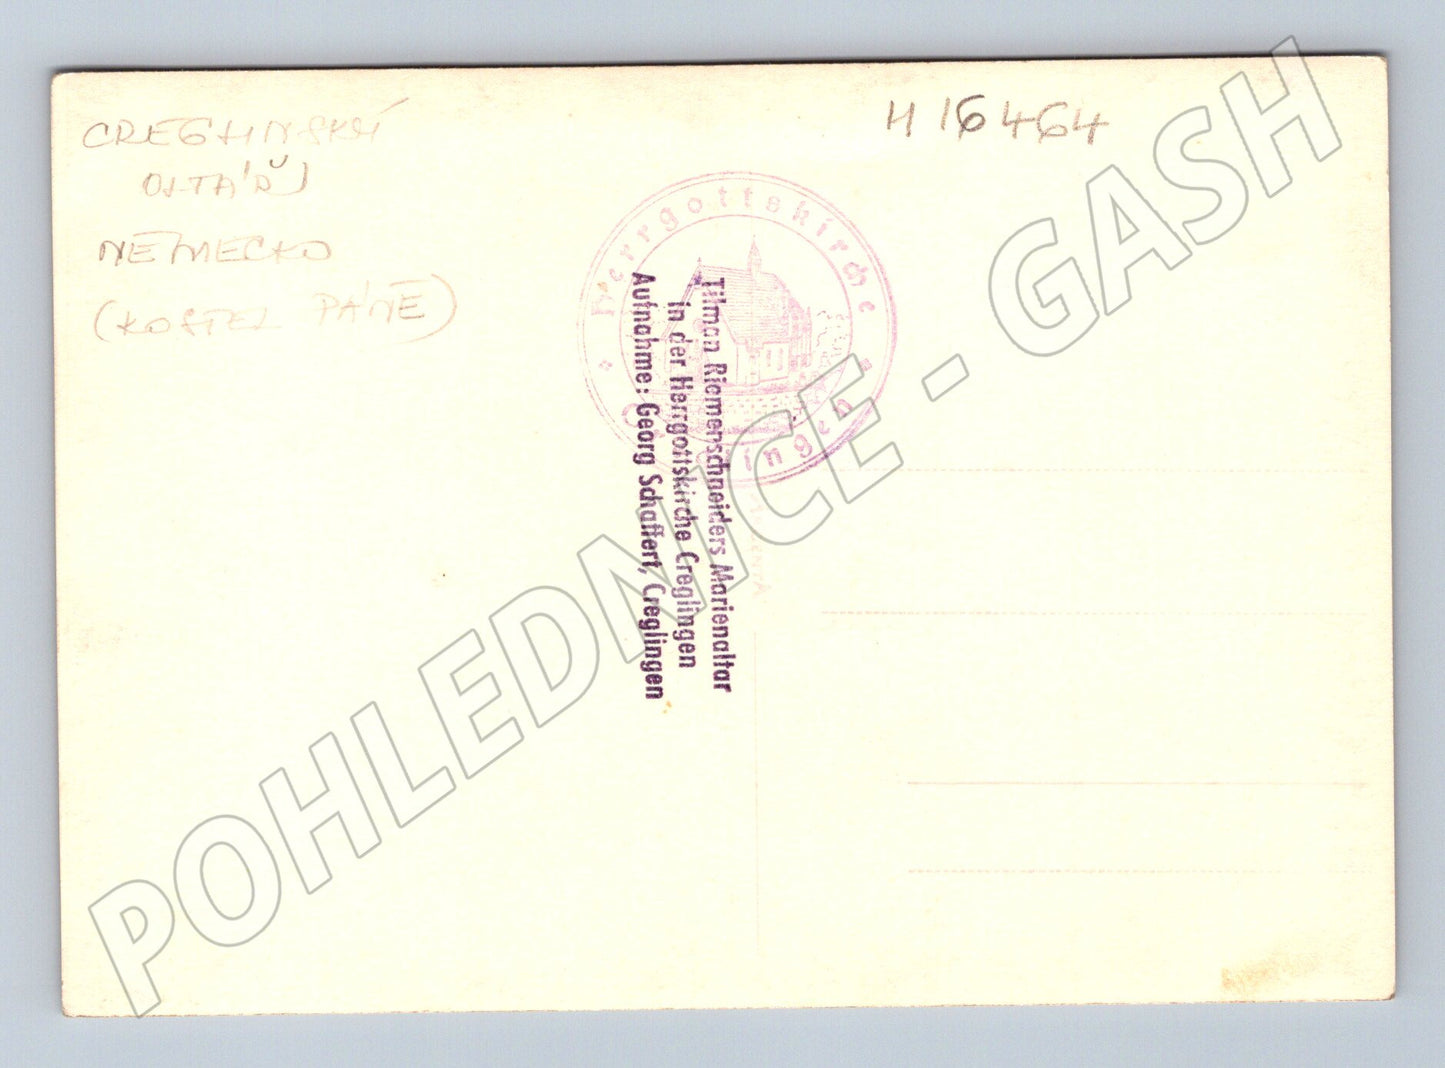 CREGLINSKÝ
OLTÁŘ
NĚMECKO
(KOSTEL PÁNĚ)
H 16464
Herrgottskirche
Tilman Riemenschneiders Marienaltar
in der Herrgottskirche Creglingen
Aufnahme: Georg Schaffert, Creglingen
POHLEDNICE - GASH